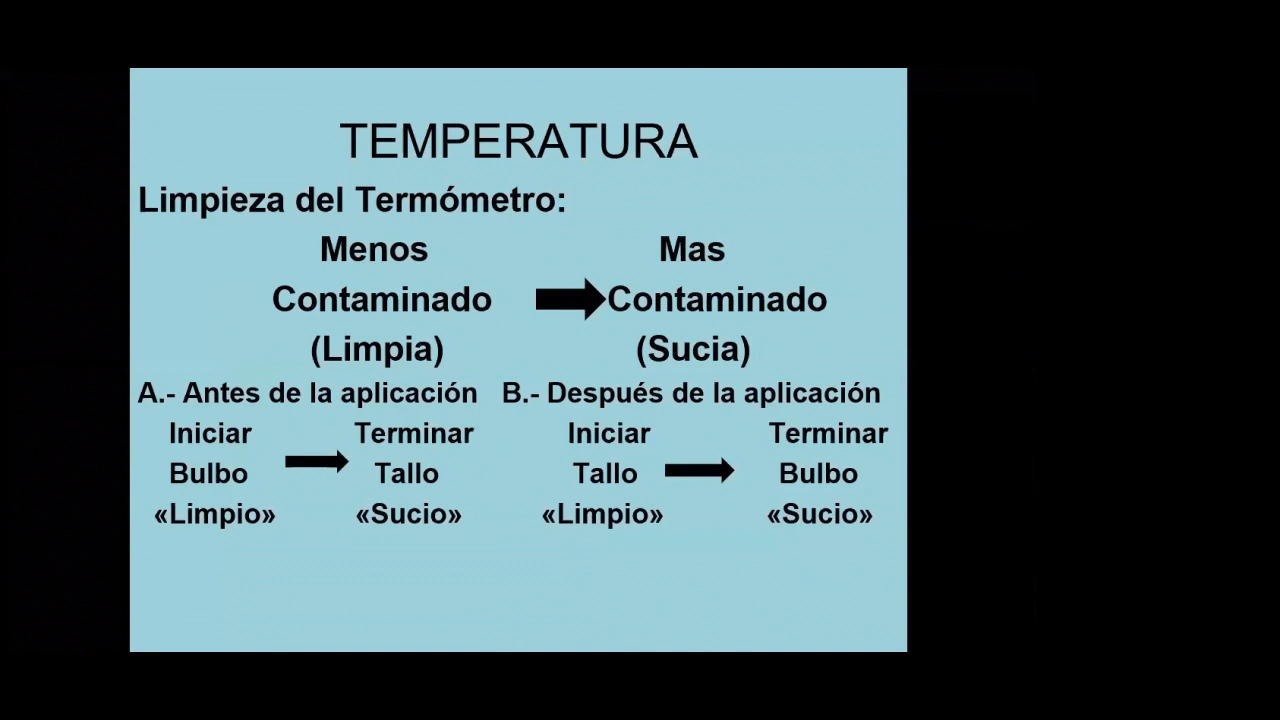 TEMPERATURA
Limpieza del Termómetro:
Menos Mas
Contaminado Contaminado
(Limpia) (Sucia)
A.- Antes de la aplicación B.- Después de la aplicación
Iniciar Terminar Iniciar Terminar
Bulbo Tallo Tallo Bulbo
«Limpio» «Sucio» «Limpio» «Sucio»